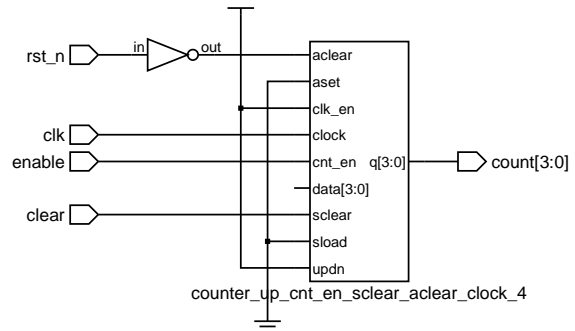 rst_n
in
out
aclear
aset
clk_en
clk
clock
enable
cnt_en
q[3:0]
count[3:0]
data[3:0]
clear
sclear
sload
updn
counter_up_cnt_en_sclear_aclear_clock_4